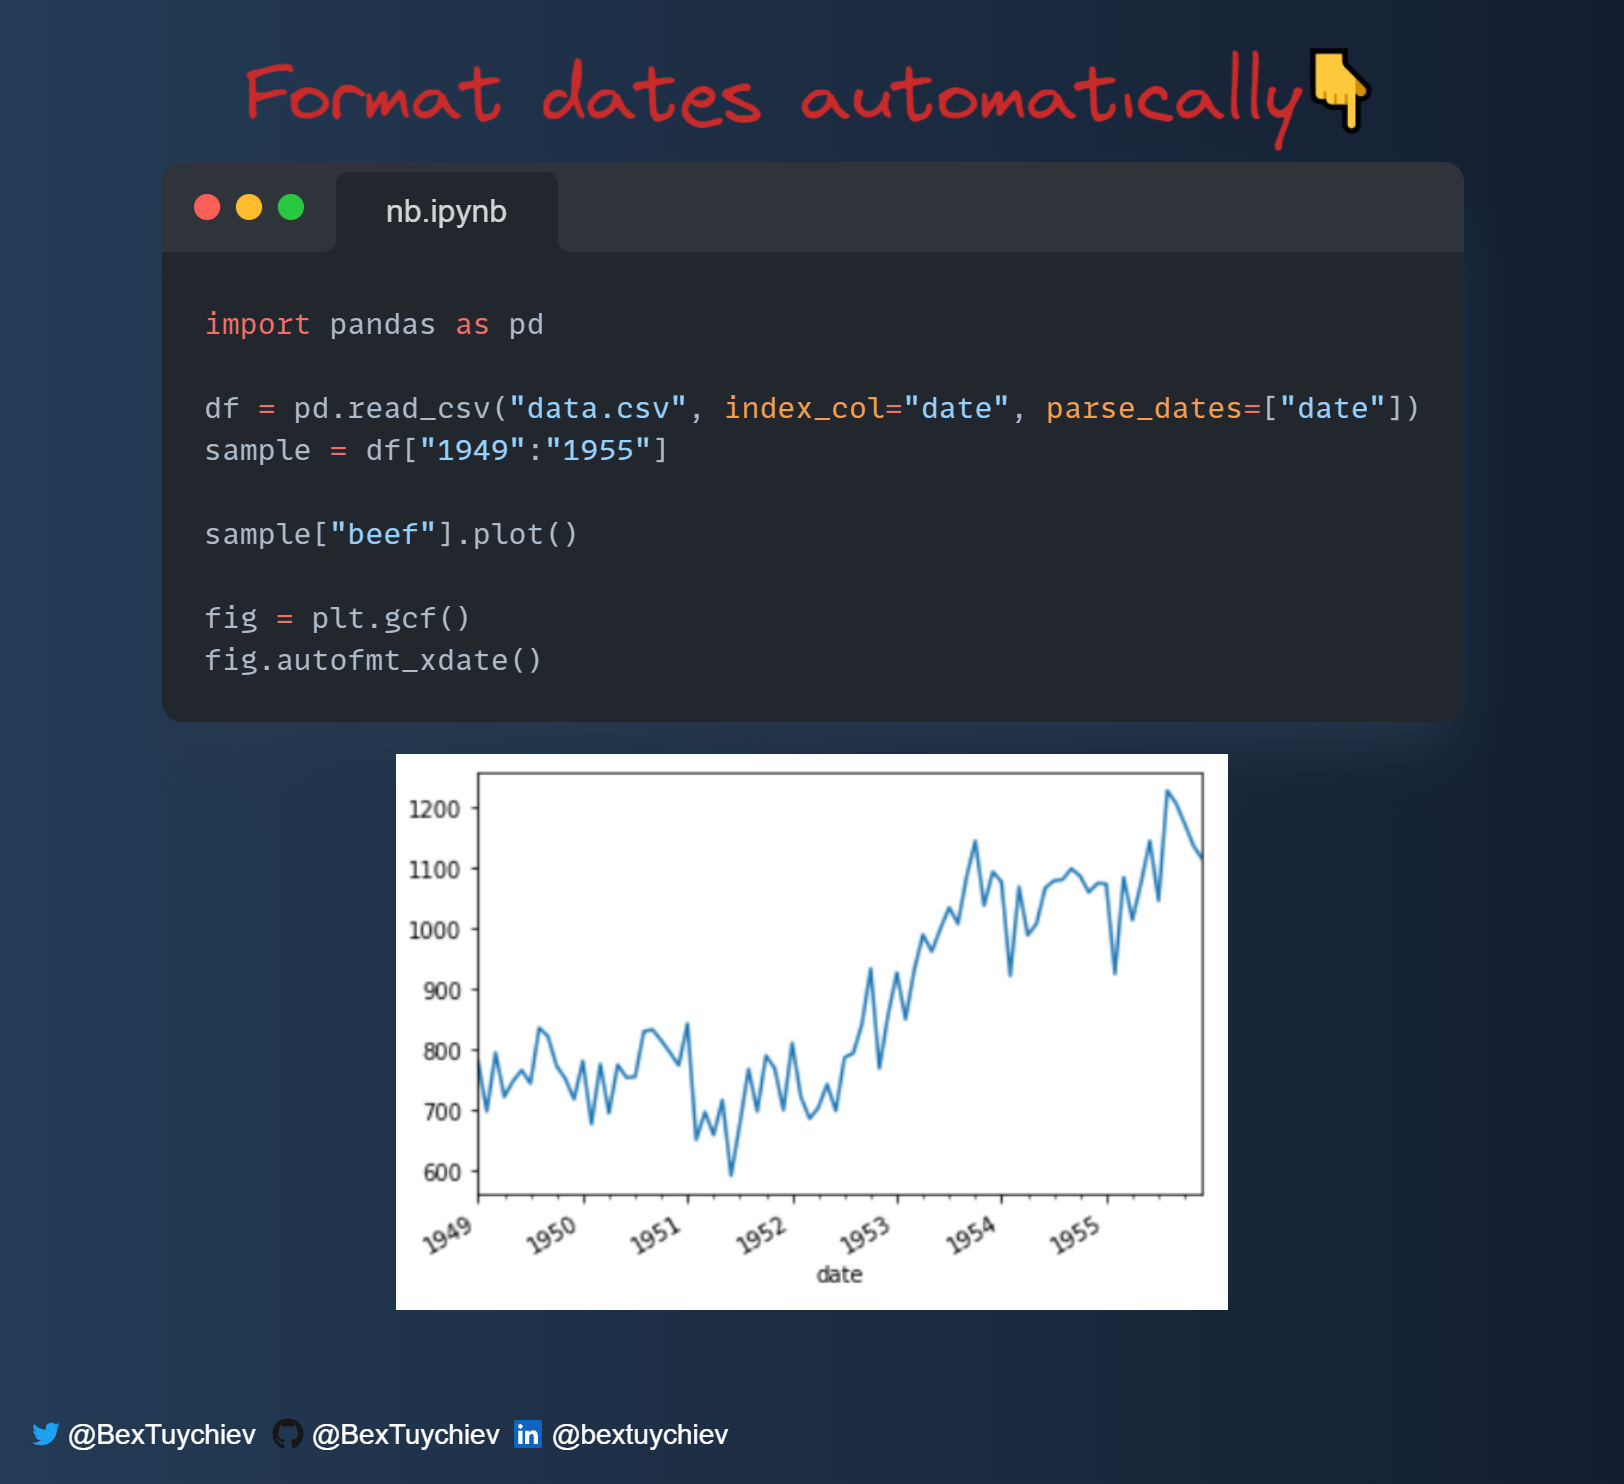 Format dates automatically👇
nb.ipynb
import pandas as pd
df = pd.read_csv("data.csv", index_col="date", parse_dates=["date"])
sample = df["1949":"1955"]
sample["beef"].plot()
fig = plt.gcf()
fig.autofmt_xdate()
1200
1100
1000
900
800
700
600
1949 1950 1951 1952 1953 1954 1955
date
@BexTuychiev @BexTuychiev in @bextuychiev